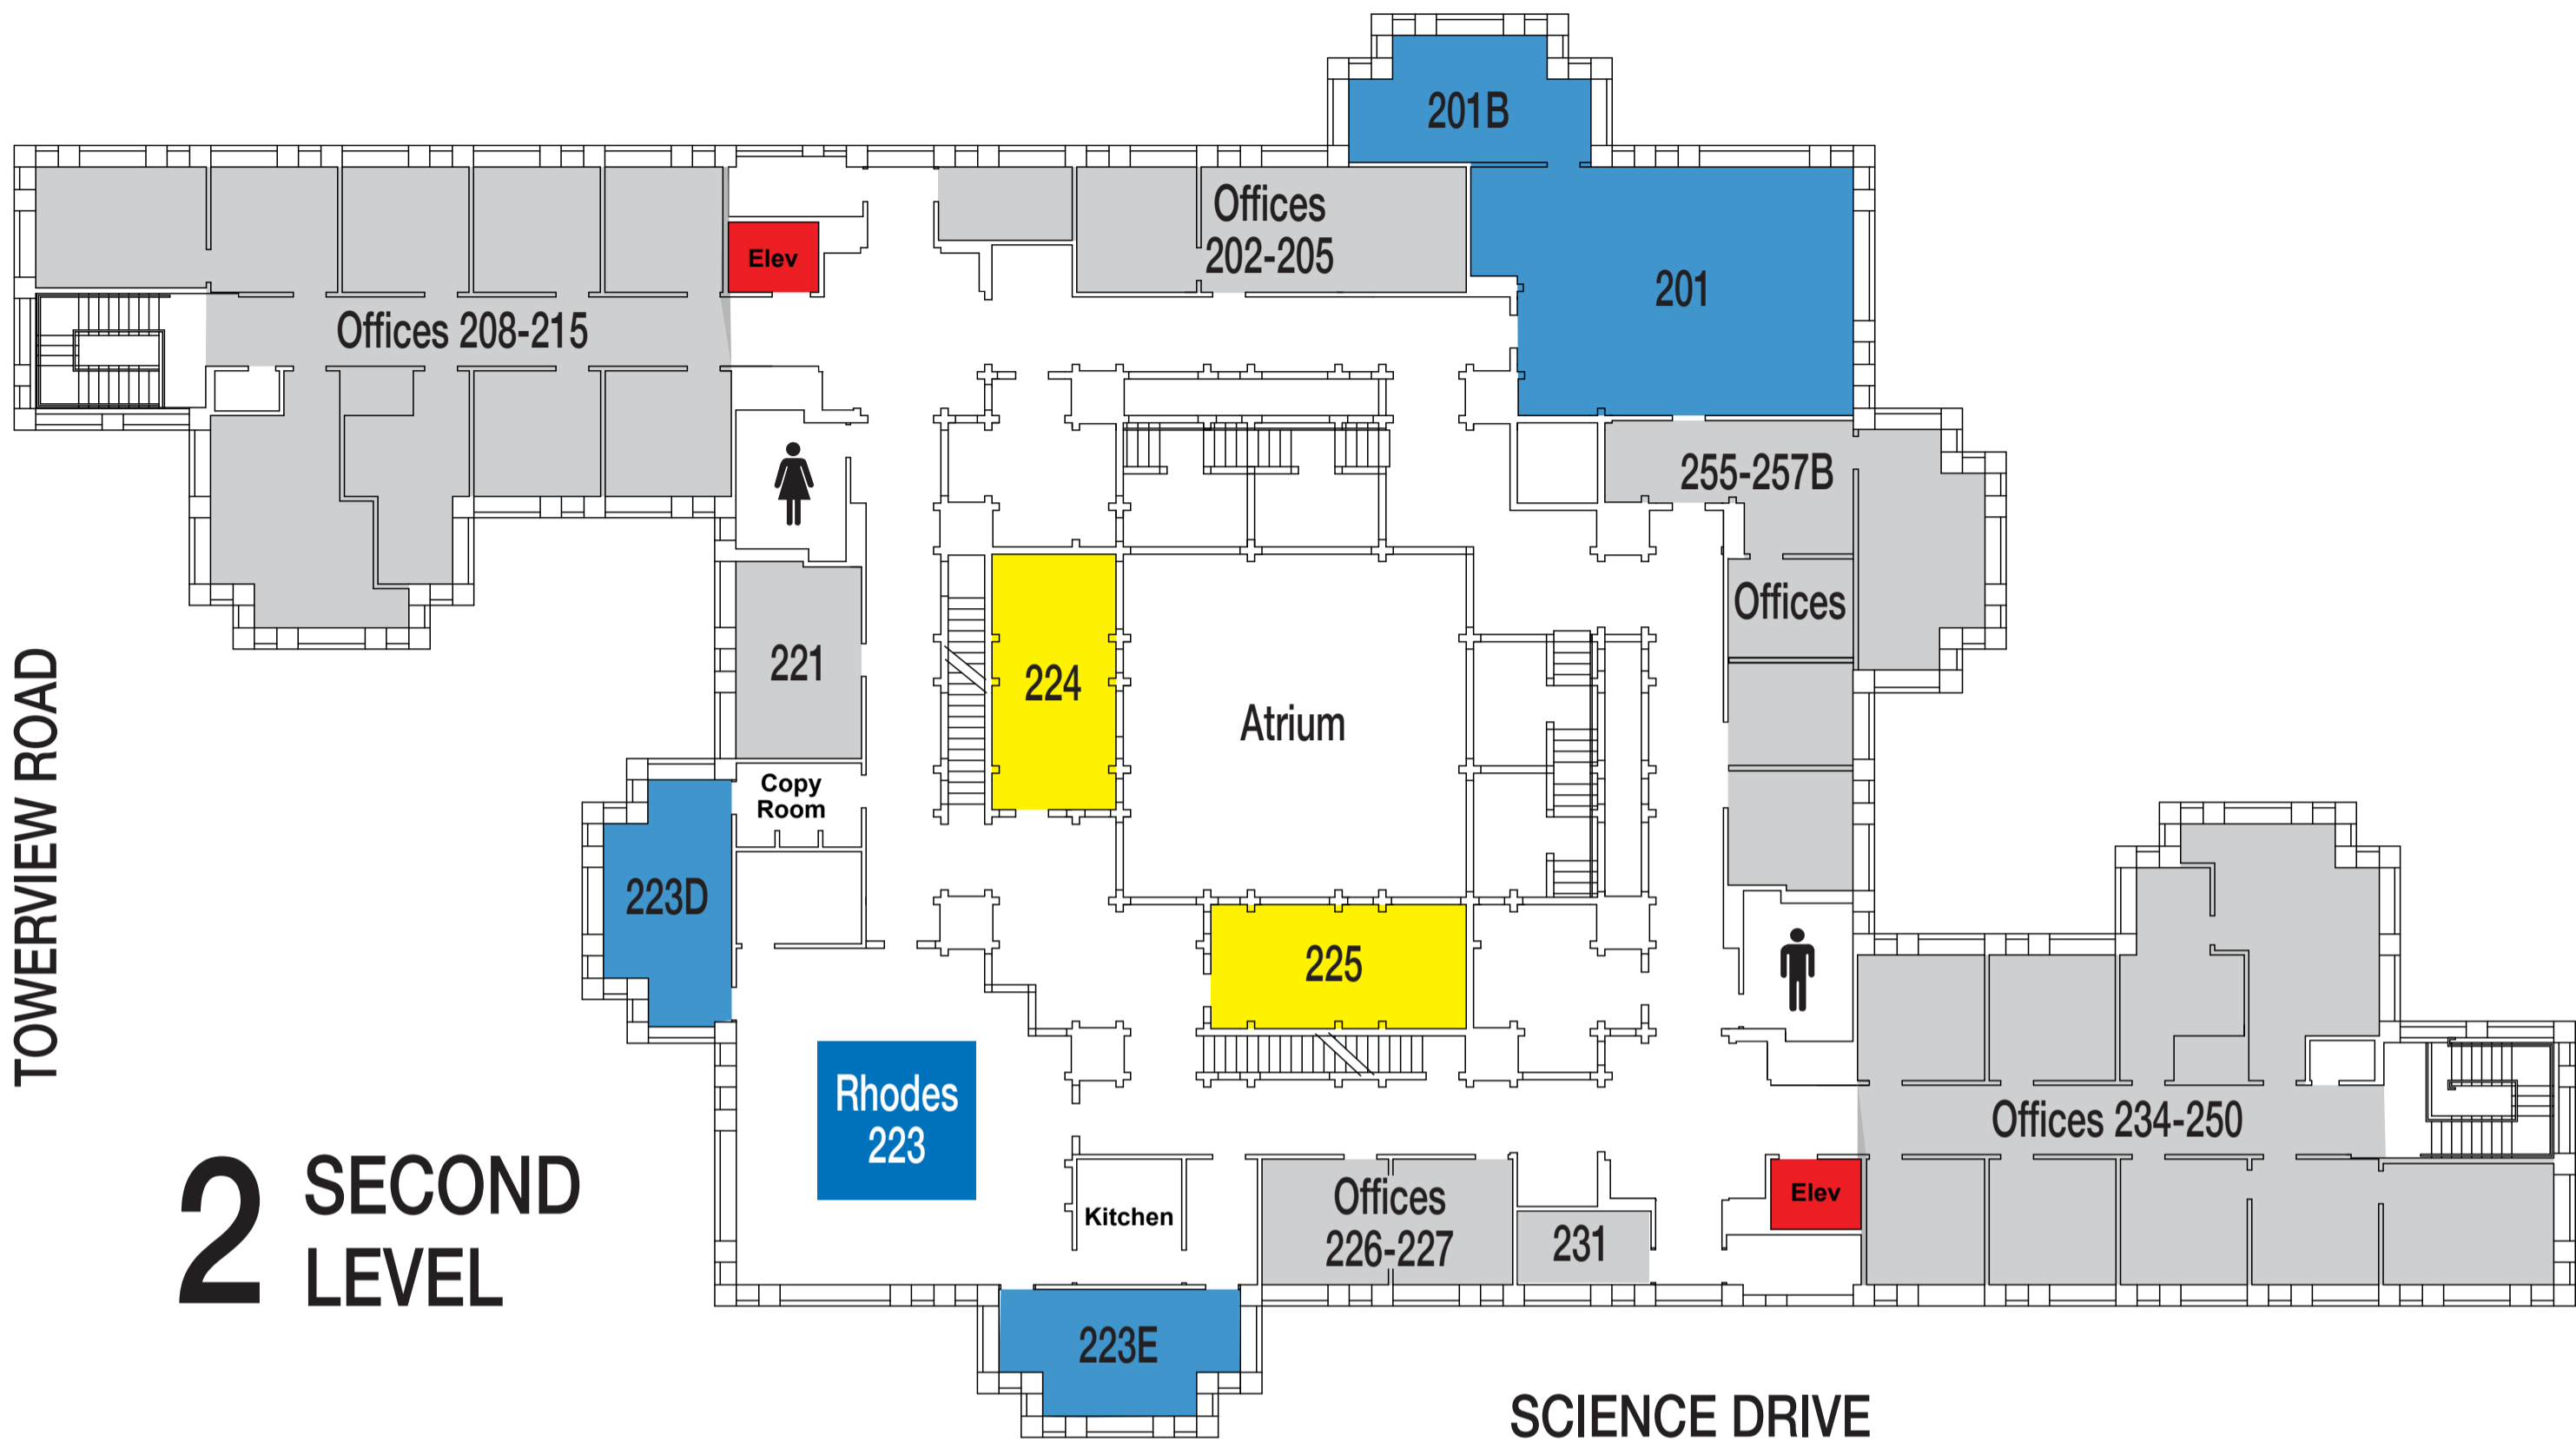 201B
Offices
202-205
Elev
201
Offices 208-215
255-257B
Offices
221
224
Atrium
Copy
Room
223D
225
TOWERVIEW ROAD
Rhodes
223
Offices 234-250
2 SECOND
LEVEL
Kitchen
Offices
226-227
231
Elev
223E
SCIENCE DRIVE